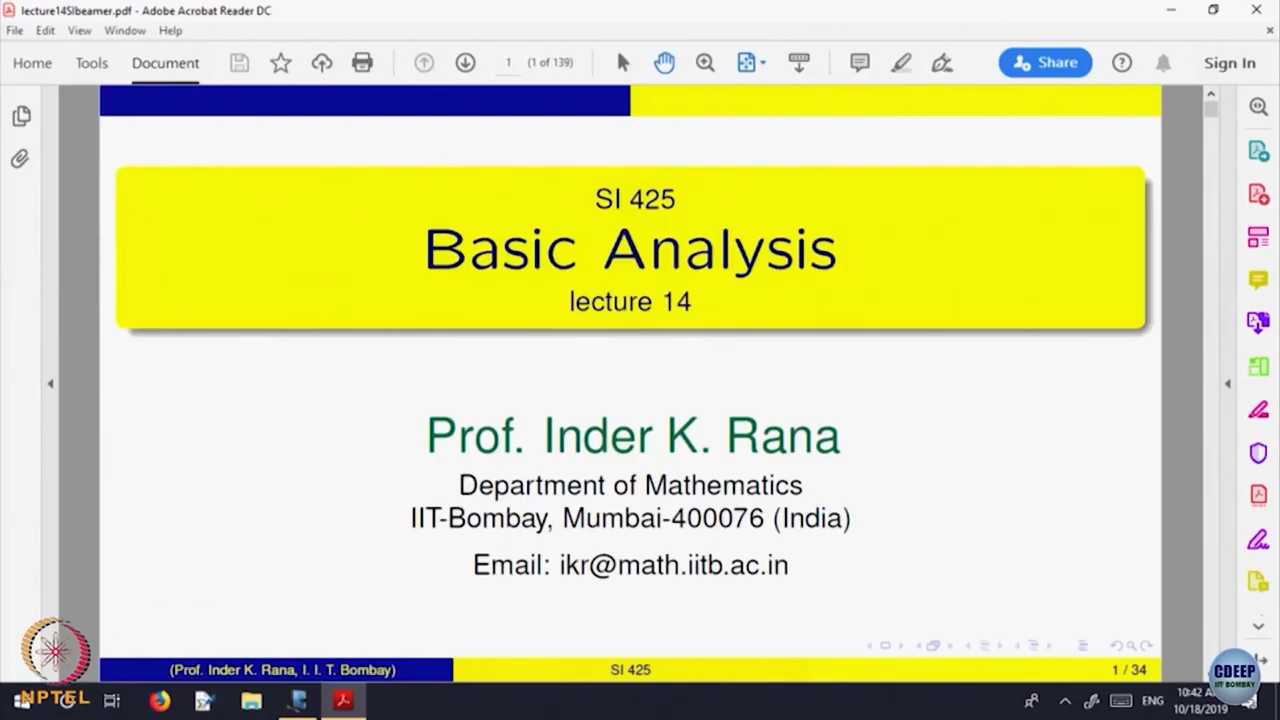 lecture14SIbeamer.pdf - Adobe Acrobat Reader DC
File Edit View Window Help
Home Tools Document 1 (1 of 139) Share Sign In
SI 425
Basic Analysis
lecture 14
Prof. Inder K. Rana
Department of Mathematics
IIT-Bombay, Mumbai-400076 (India)
Email: ikr@math.iitb.ac.in
(Prof. Inder K. Rana, I. I. T. Bombay) SI 425 1 / 34
NPTEL
CDEEP
IIT BOMBAY
ENG
10:42
10/18/2019